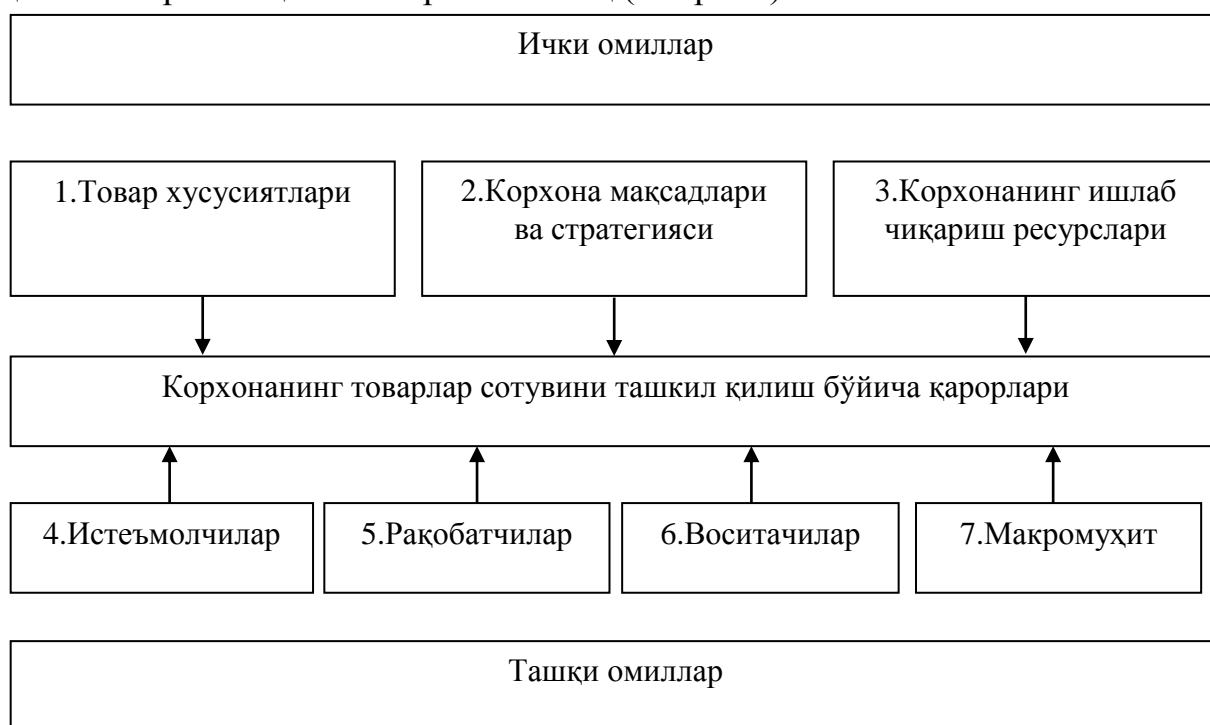 Ички омиллар
1.Товар хусусиятлари
2.Корхона мақсадлари
ва стратегияси
3.Корхонанинг ишлаб
чиқариш ресурслари
Корхонанинг товарлар сотувини ташкил қилиш бўйича қарорлари
4.Истеъмолчилар
5.Рақобатчилар
6.Воситачилар
7.Макромуҳит
Ташқи омиллар